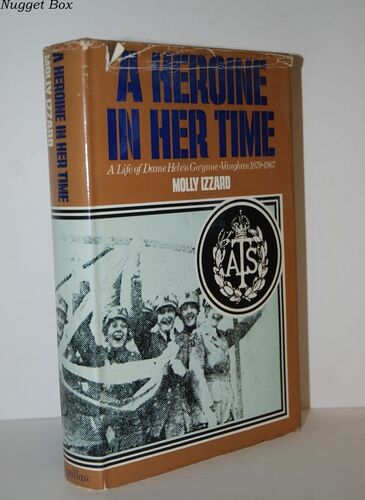 Nugget Box
A HEROINE
IN HER TIME
A Life of Dame Helen Gwynne-Vaughan 1879-1967
MOLLY IZZARD
ATS
MOLLY IZZARD
A HEROINE IN HER TIME